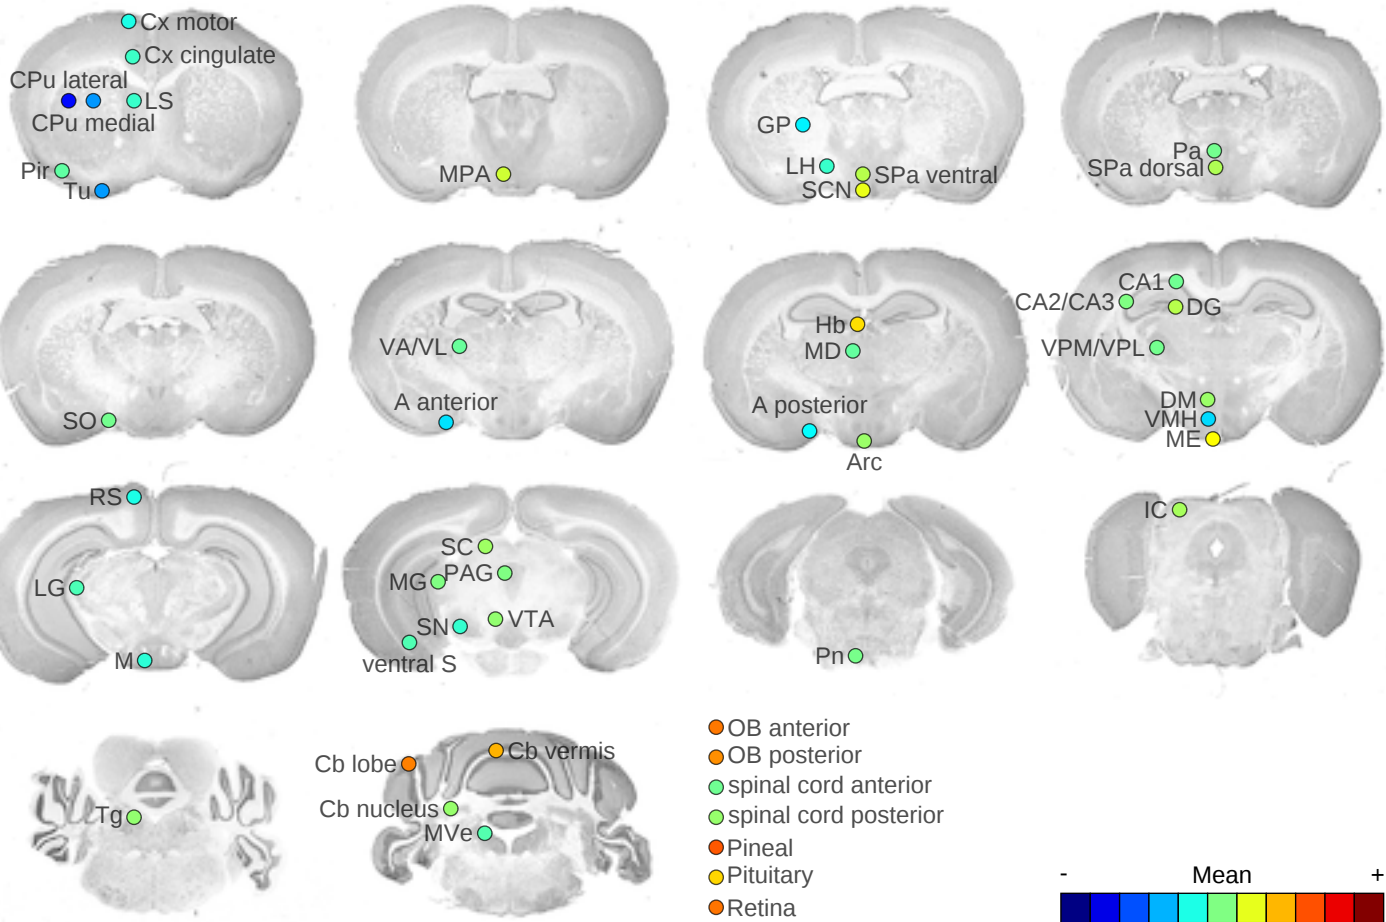 Cx motor
Cx cingulate
CPu lateral
LS
CPu medial
Pir
Tu
MPA
GP
LH
SPa ventral
SCN
Pa
SPa dorsal
SO
VA/VL
A anterior
Hb
MD
A posterior
Arc
CA1
CA2/CA3
DG
VPM/VPL
DM
VMH
ME
RS
LG
M
SC
MG
PAG
SN
VTA
ventral S
Pn
IC
Tg
Cb lobe
Cb vermis
Cb nucleus
MVe
OB anterior
OB posterior
spinal cord anterior
spinal cord posterior
Pineal
Pituitary
Retina
- Mean +